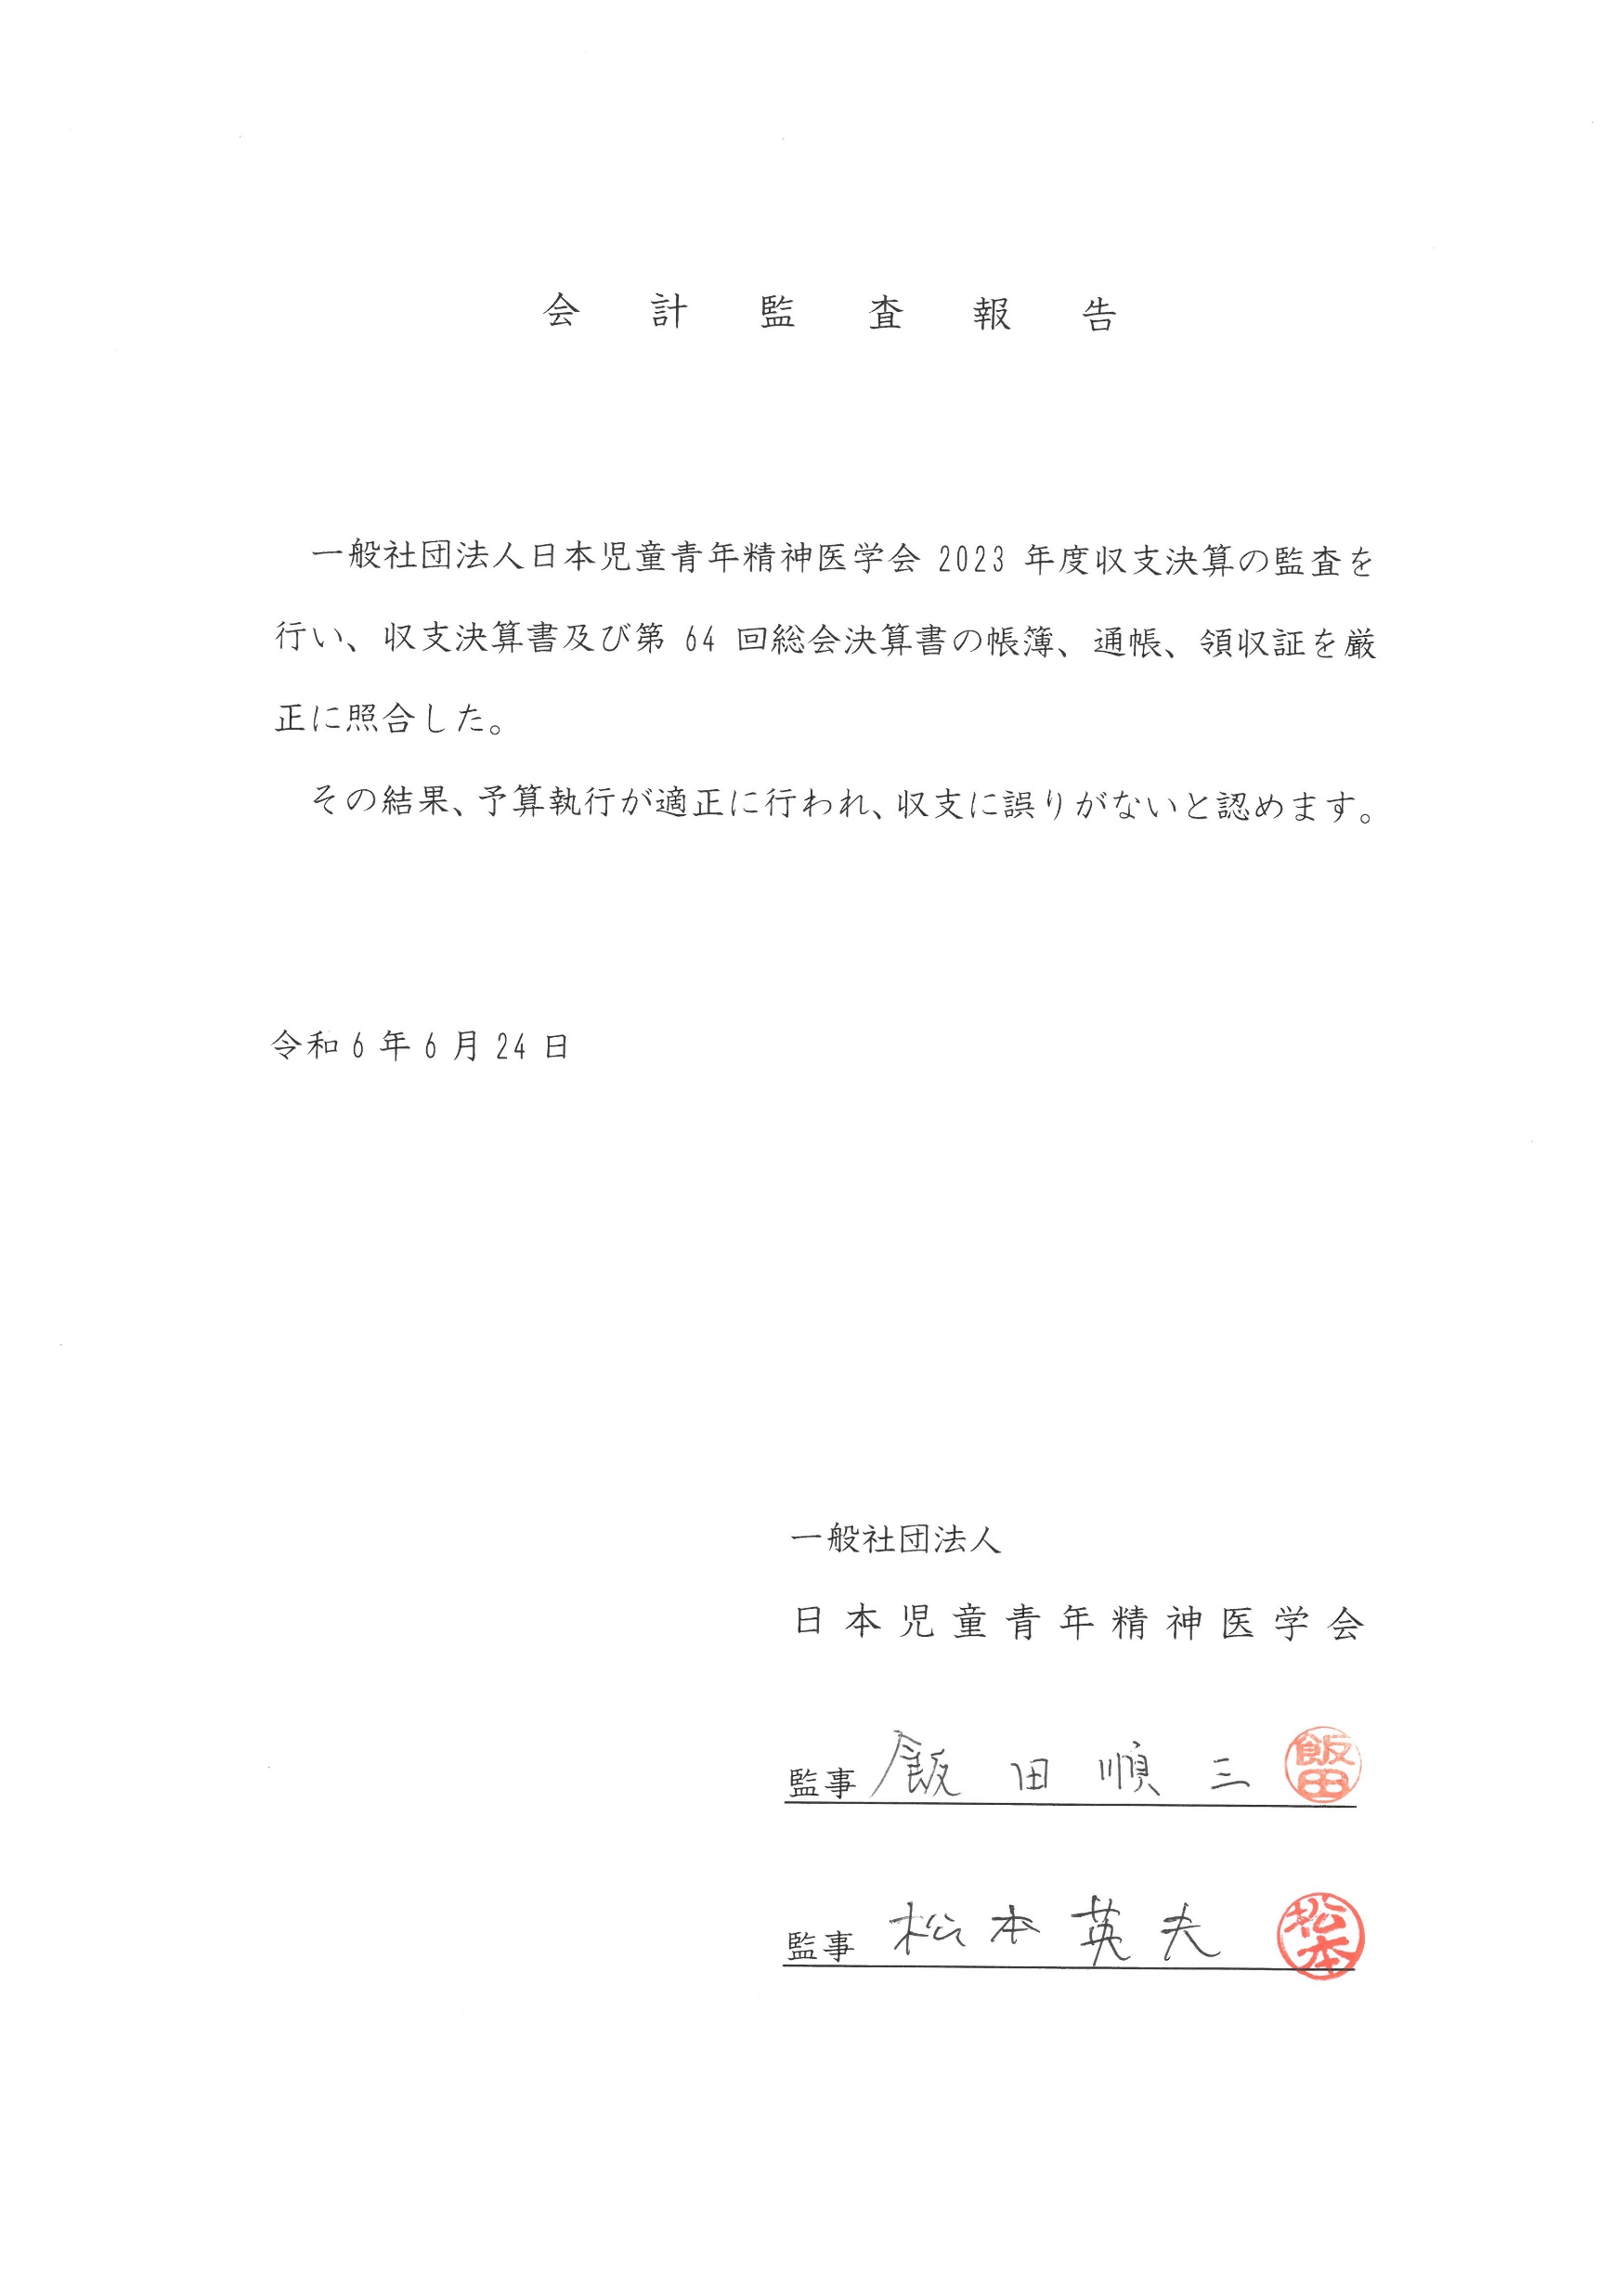 会計監査報告
一般社団法人日本児童青年精神医学会 2023 年度収支決算の監査を
行い、収支決算書及び第 64 回総会決算書の帳簿、通帳、領収証を厳
正に照合した。
その結果、予算執行が適正に行われ、収支に誤りがないと認めます。
令和 6 年 6 月 24 日
一般社団法人
日本児童青年精神医学会
監事 飯田順三 飯田
監事 松本英夫 松本